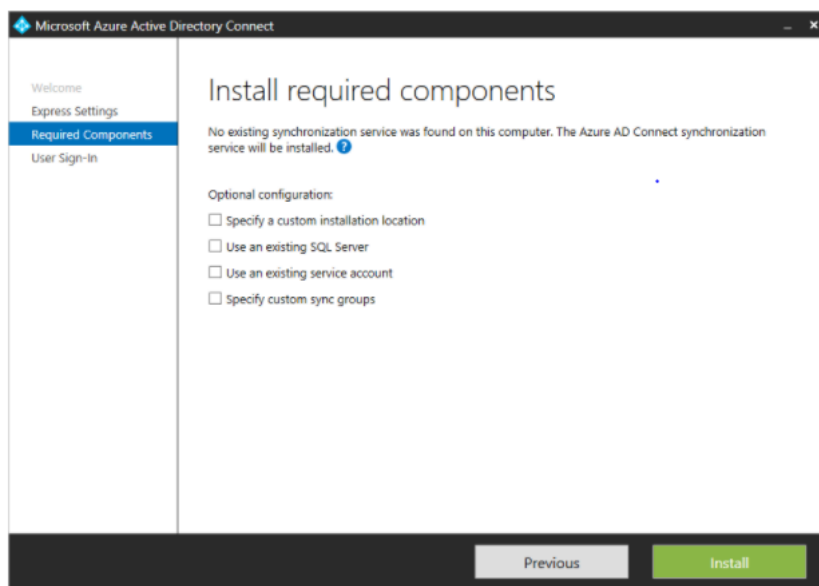 Microsoft Azure Active Directory Connect
Welcome
Express Settings
Required Components
User Sign-In
Install required components
No existing synchronization service was found on this computer. The Azure AD Connect synchronization
service will be installed. ?
Optional configuration:
Specify a custom installation location
Use an existing SQL Server
Use an existing service account
Specify custom sync groups
Previous
Install